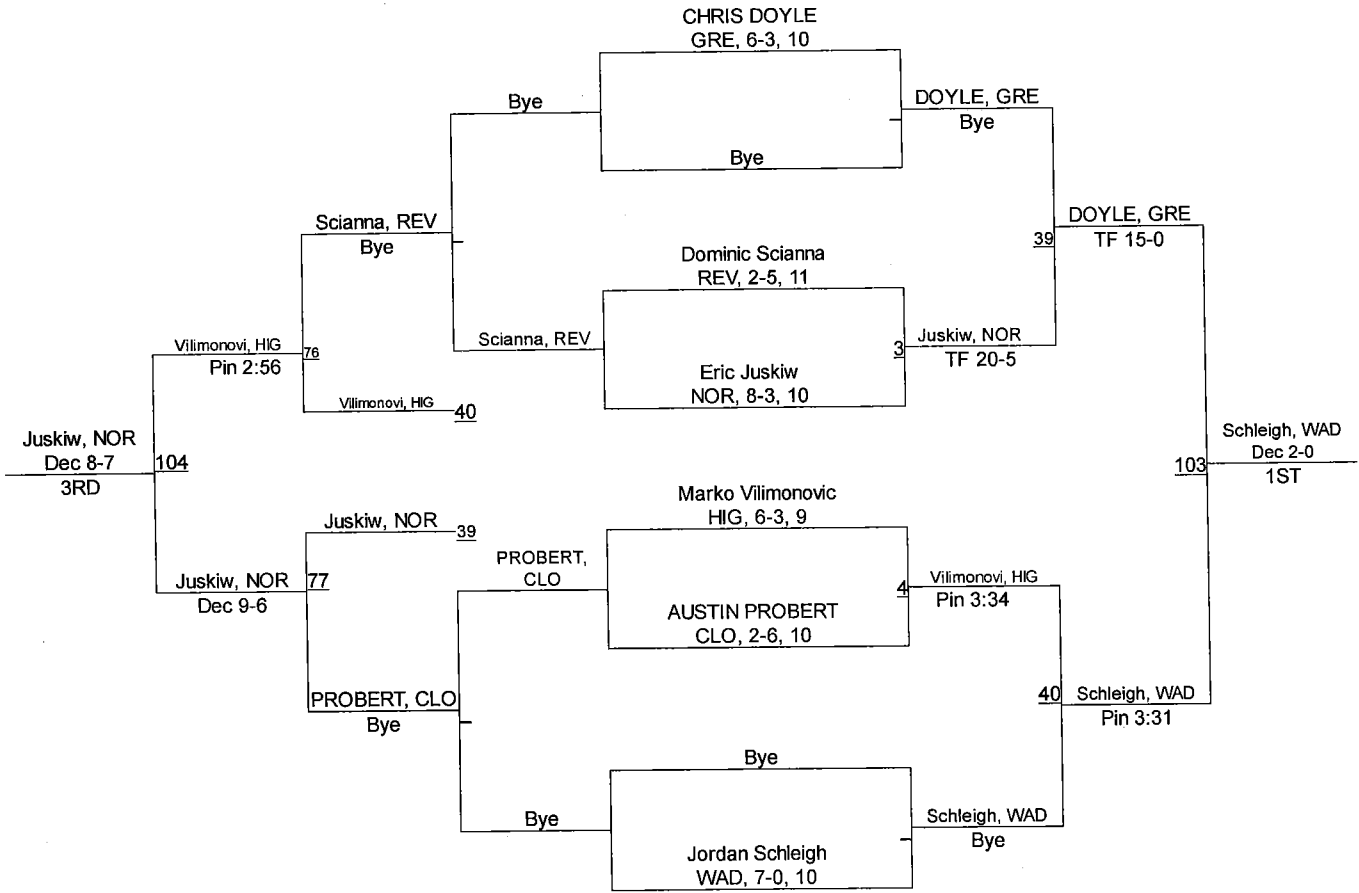 CHRIS DOYLE
GRE, 6-3, 10
Bye
DOYLE, GRE
Bye
Bye
Scianna, REV
Bye
DOYLE, GRE
TF 15-0
39
Dominic Scianna
REV, 2-5, 11
Scianna, REV
3
Juskiw, NOR
TF 20-5
Vilimonovi, HIG
Pin 2:56
76
Eric Juskiw
NOR, 8-3, 10
Vilimonovi, HIG
40
Juskiw, NOR
Dec 8-7
3RD
104
Schleigh, WAD
Dec 2-0
1ST
103
Marko Vilimonovic
HIG, 6-3, 9
Juskiw, NOR
39
PROBERT,
CLO
Juskiw, NOR
Dec 9-6
77
4
Vilimonovi, HIG
Pin 3:34
AUSTIN PROBERT
CLO, 2-6, 10
PROBERT, CLO
Bye
40
Schleigh, WAD
Pin 3:31
Bye
Bye
Schleigh, WAD
Bye
Jordan Schleigh
WAD, 7-0, 10